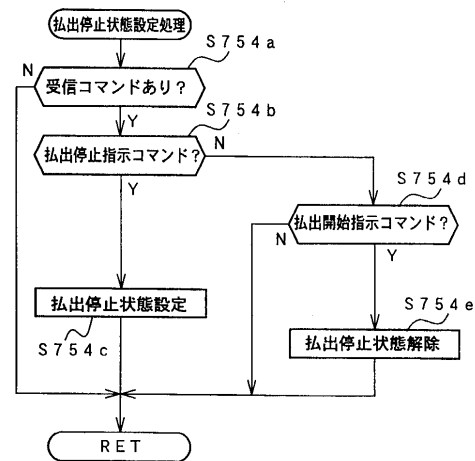 払出停止状態設定処理
S754a
N
受信コマンドあり?
Y
S754b
払出停止指示コマンド?
N
Y
S754d
払出開始指示コマンド?
N
Y
払出停止状態設定
S754c
S754e
払出停止状態解除
RET